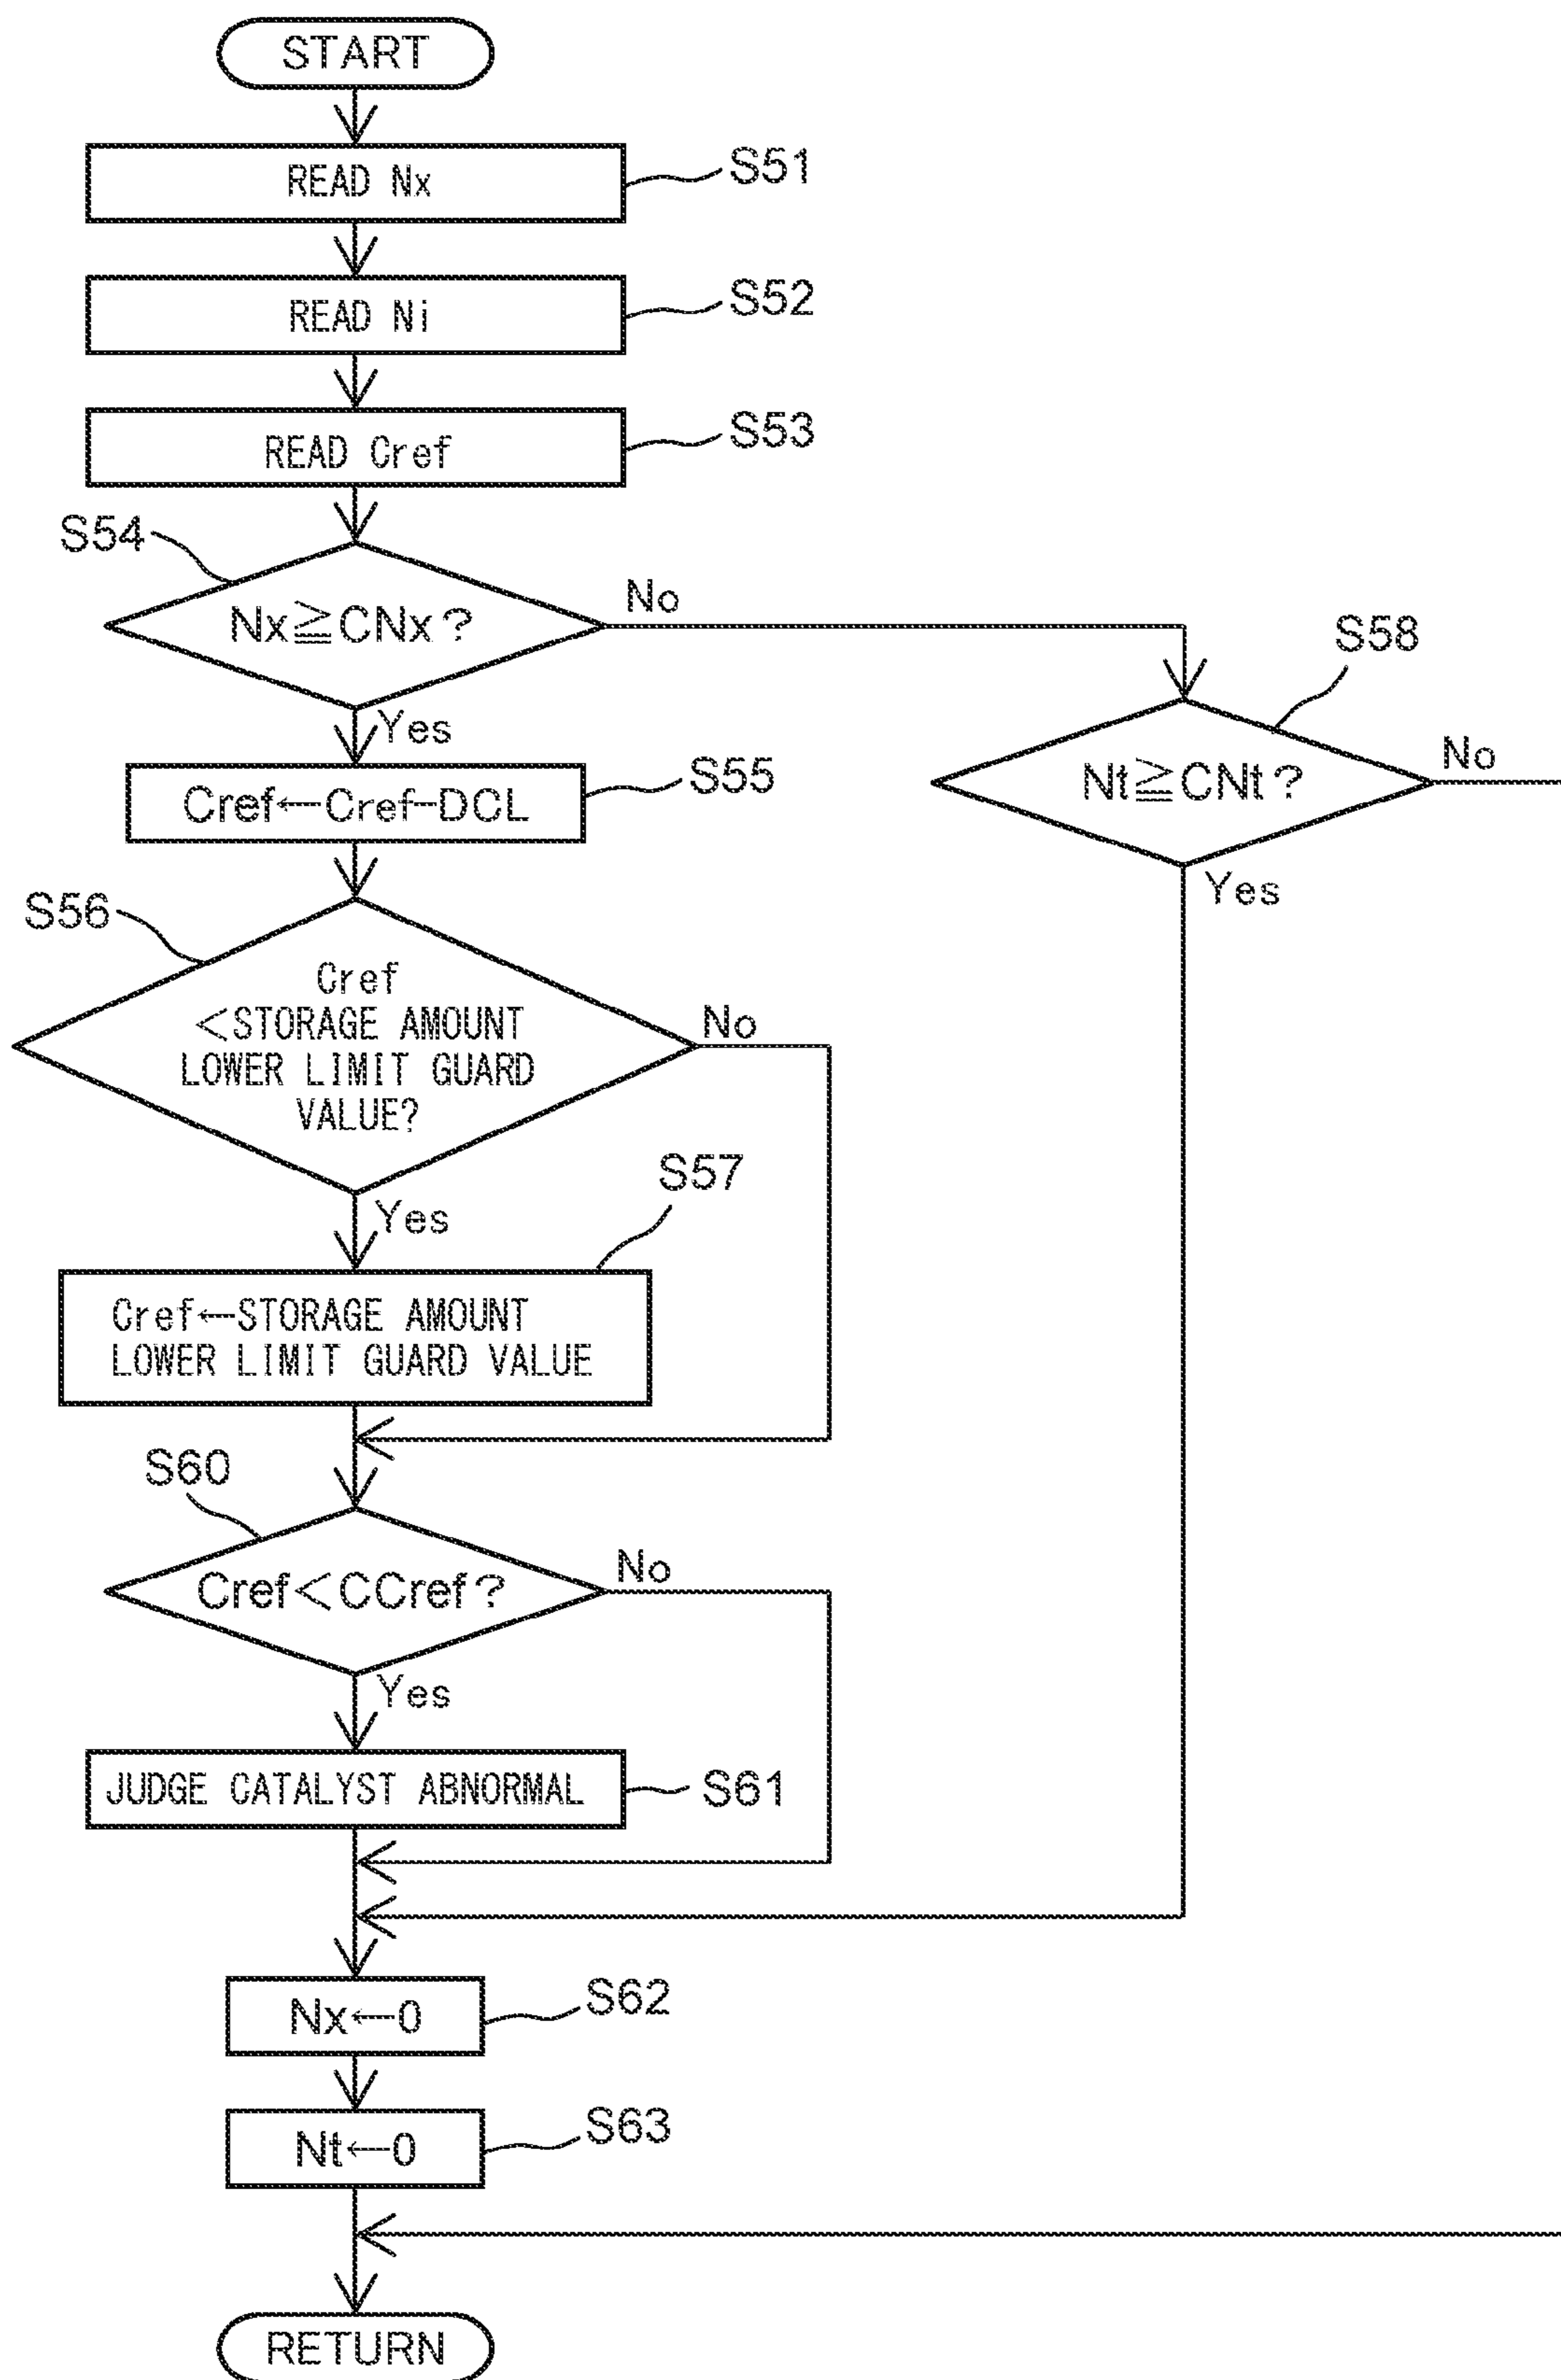 START
READ Nx
S51
READ Ni
S52
READ Cref
S53
S54
Nx≧CNx?
No
Yes
S58
Nt≧CNt?
No
Yes
Cref←Cref−DCL
S55
S56
Cref
<STORAGE AMOUNT
LOWER LIMIT GUARD
VALUE?
No
Yes
S57
Cref←STORAGE AMOUNT
LOWER LIMIT GUARD VALUE
S60
Cref<CCref?
No
Yes
JUDGE CATALYST ABNORMAL
S61
Nx←0
S62
Nt←0
S63
RETURN